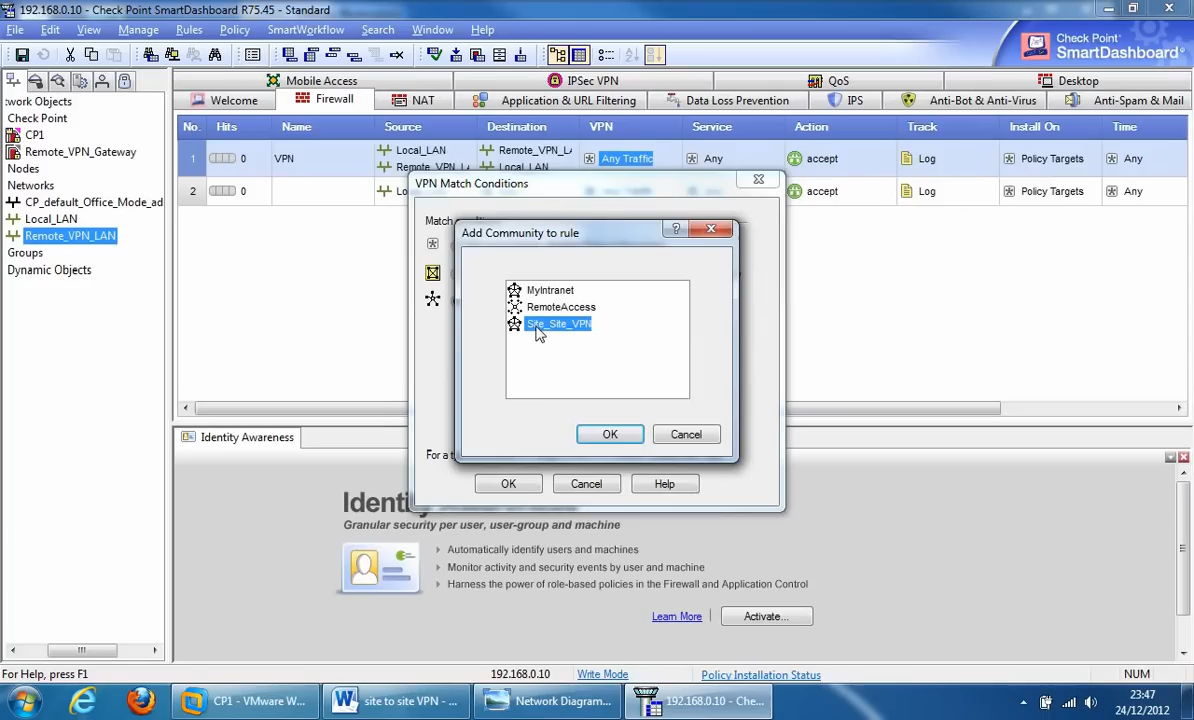 192.168.0.10 - Check Point SmartDashboard R75.45 - Standard
File Edit View Manage Rules Policy SmartWorkflow Search Window Help
Check Point
SmartDashboard
Mobile Access IPSec VPN QoS Desktop
Welcome Firewall NAT Application & URL Filtering Data Loss Prevention IPS Anti-Bot & Anti-Virus Anti-Spam & Mail
:work Objects
Check Point
CP1
Remote_VPN_Gateway
Nodes
Networks
CP_default_Office_Mode_ad
Local_LAN
Remote_VPN_LAN
Groups
Dynamic Objects
No. Hits Name Source Destination VPN Service Action Track Install On Time
1 0 VPN Local_LAN Remote_VPN_LA Any Traffic Any accept Log Policy Targets Any
Local_LAN
2 0 accept Log Policy Targets Any
VPN Match Conditions
Match
Add Community to rule
?
MyIntranet
RemoteAccess
Site_Site_VPN
OK Cancel
For a t
OK Cancel Help
Identity Awareness
Granular security per user, user-group and machine
Automatically identify users and machines
Monitor activity and security events by user and machine
Harness the power of role-based policies in the Firewall and Application Control
Learn More Activate...
For Help, press F1 192.168.0.10 Write Mode Policy Installation Status NUM
CP1 - VMware W... site to site VPN - ... Network Diagram... 192.168.0.10 - Che...
23:47
24/12/2012